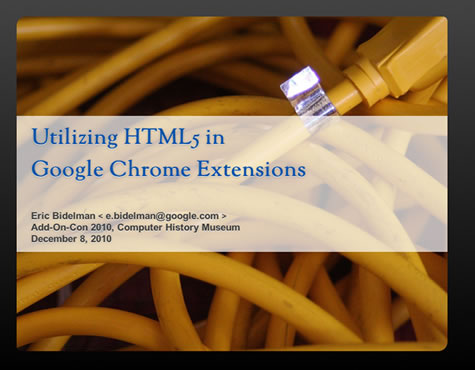 Utilizing HTML5 in
Google Chrome Extensions
Eric Bidelman < e.bidelman@google.com >
Add-On-Con 2010, Computer History Museum
December 8, 2010